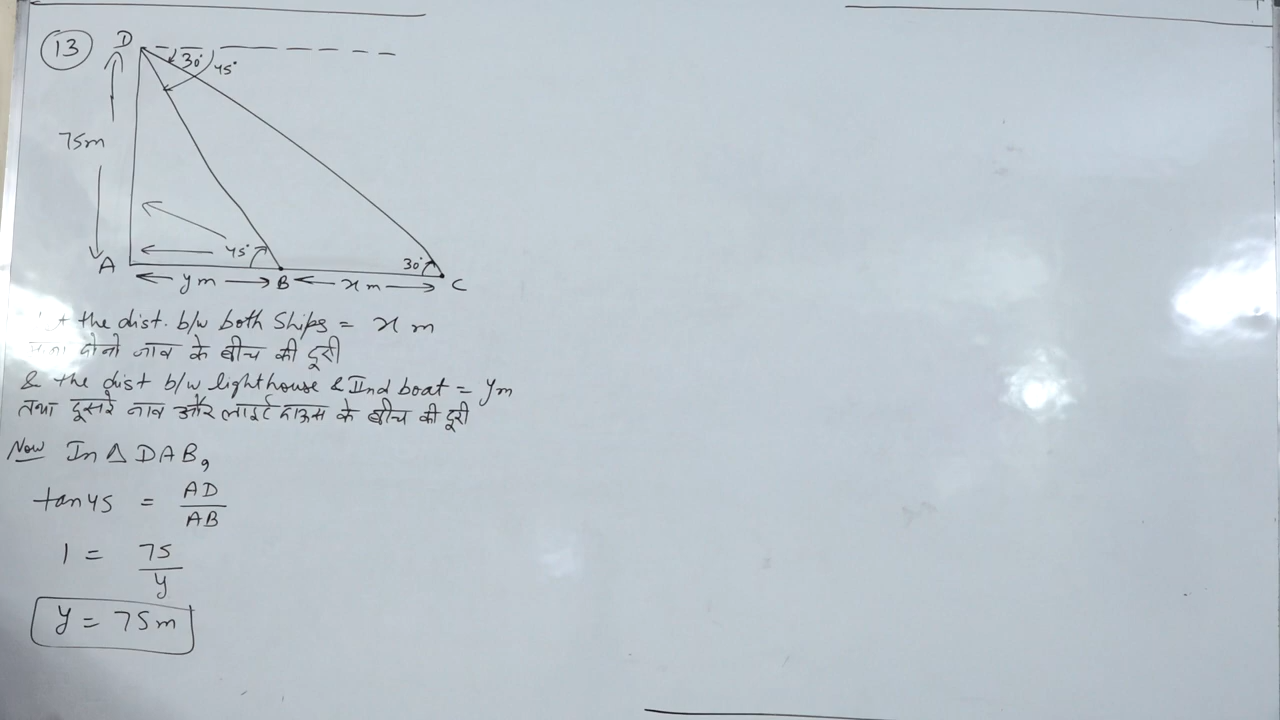 13
D
30°
45°
75m
45°
30°
A
y m
B
x m
C
the dist. b/w both Ships = x m
दोनो नाव के बीच की दूरी
& the dist b/w lighthouse & IInd boat = ym
तथा दूसरे नाव और लाईट हाऊस के बीच की दूरी
Now In △ DAB,
tan45 = AD/AB
1 = 75/y
y = 75m